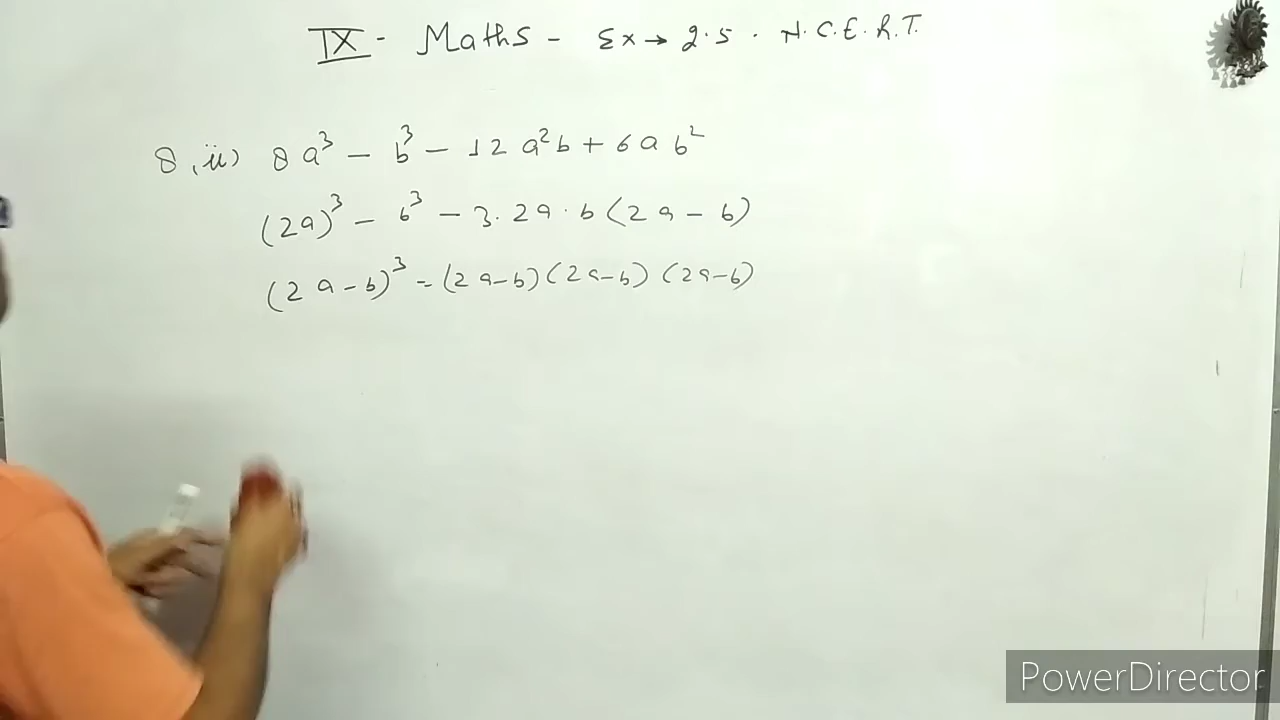 IX - Maths - Ex → 2.5 . N.C.E.R.T.
8, ii) 8a³ - b³ - 12a²b + 6ab²
(2a)³ - b³ - 3.2a.b(2a - b)
(2a - b)³ = (2a-b)(2a-b)(2a-b)
PowerDirector